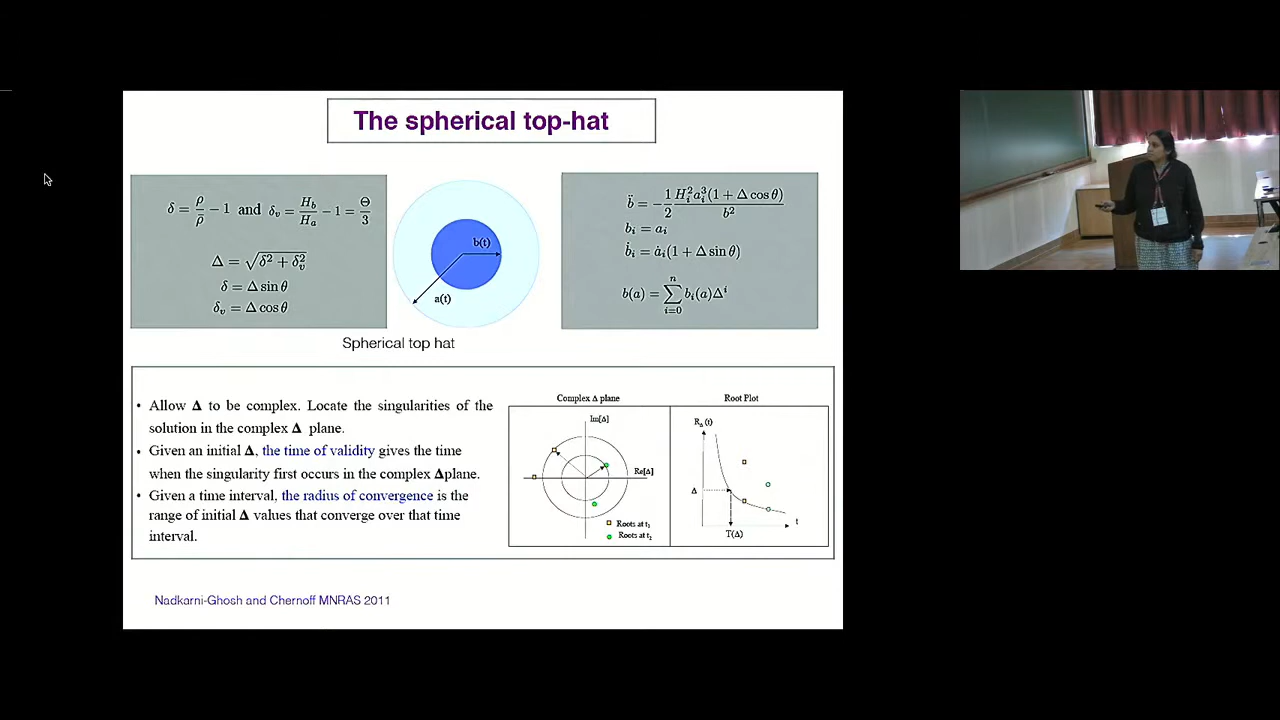 The spherical top-hat
δ = ρ/ρ̄ − 1 and δᵥ = H_b/H_a − 1 = Θ/3
Δ = √(δ² + δᵥ²)
δ = Δ sin θ
δᵥ = Δ cos θ
b(t)
a(t)
Spherical top hat
b̈ = −1/2 H_i² a_i³ (1 + Δ cos θ)/b²
b_i = a_i
ḃ_i = ȧ_i(1 + Δ sin θ)
b(a) = ∑_{i=0}^{n} b_i(a)Δ^i
• Allow Δ to be complex. Locate the singularities of the
solution in the complex Δ plane.
• Given an initial Δ, the time of validity gives the time
when the singularity first occurs in the complex Δplane.
• Given a time interval, the radius of convergence is the
range of initial Δ values that converge over that time
interval.
Complex Δ plane
Im[Δ]
Re[Δ]
Roots at t₁
Roots at t₂
Root Plot
R_Δ (t)
Δ
t
T(Δ)
Nadkarni-Ghosh and Chernoff MNRAS 2011